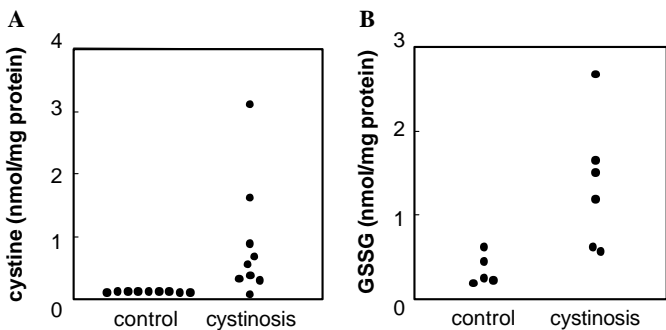 A
cystine (nmol/mg protein)
4
3
2
1
0
control cystinosis
B
GSSG (nmol/mg protein)
3
2
1
0
control cystinosis